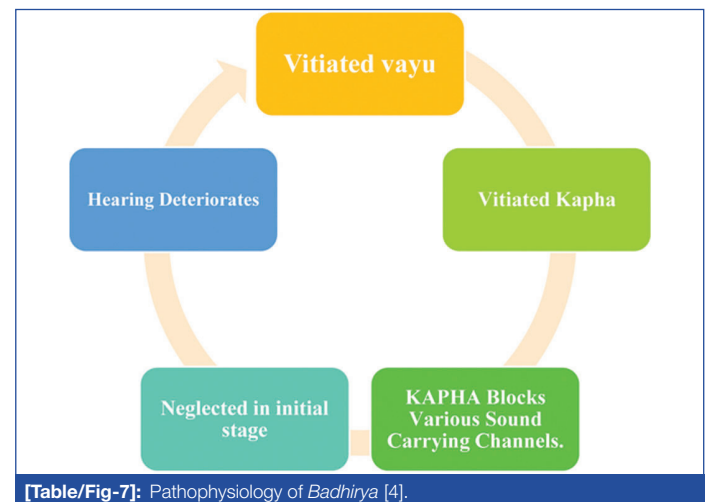 Vitiated vayu
Vitiated Kapha
KAPHA Blocks
Various Sound
Carrying Channels.
Neglected in initial
stage
Hearing Deteriorates
[Table/Fig-7]: Pathophysiology of Badhirya [4].